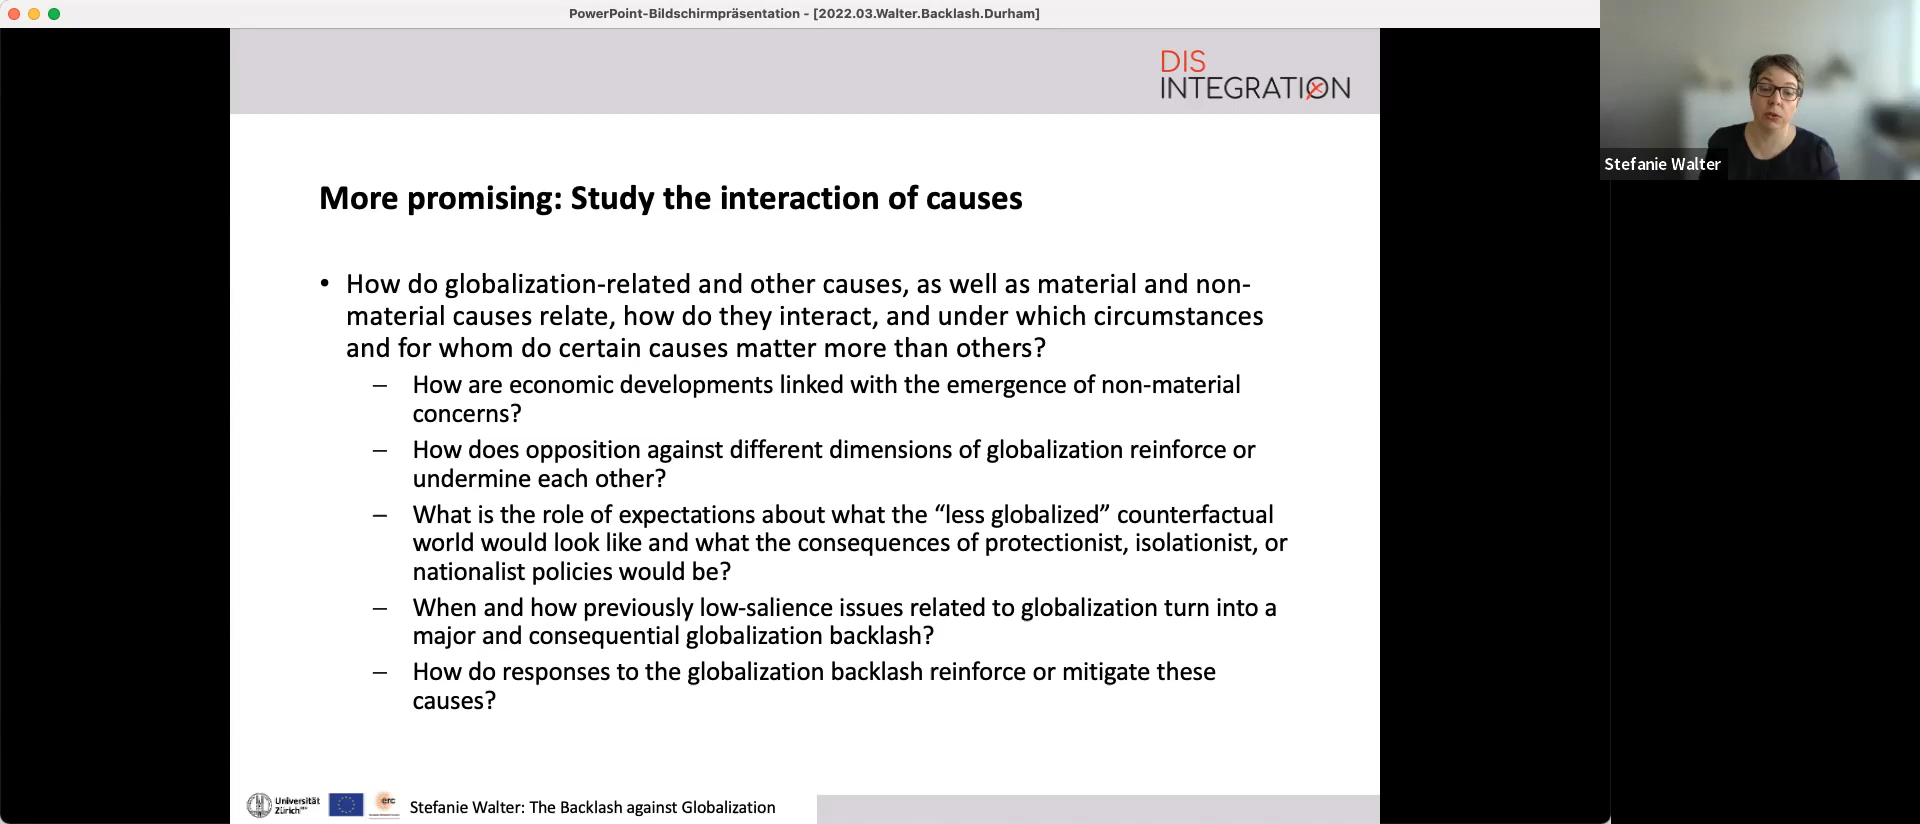 PowerPoint-Bildschirmpräsentation - [2022.03.Walter.Backlash.Durham]
DIS
INTEGRATION
Stefanie Walter
More promising: Study the interaction of causes
• How do globalization-related and other causes, as well as material and non-
material causes relate, how do they interact, and under which circumstances
and for whom do certain causes matter more than others?
– How are economic developments linked with the emergence of non-material
concerns?
– How does opposition against different dimensions of globalization reinforce or
undermine each other?
– What is the role of expectations about what the “less globalized” counterfactual
world would look like and what the consequences of protectionist, isolationist, or
nationalist policies would be?
– When and how previously low-salience issues related to globalization turn into a
major and consequential globalization backlash?
– How do responses to the globalization backlash reinforce or mitigate these
causes?
Universität
Zürich
erc
Stefanie Walter: The Backlash against Globalization